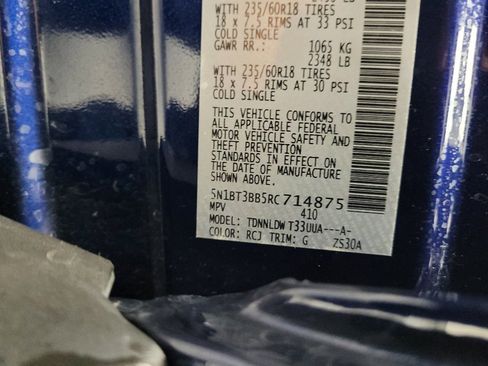 WITH 235/60R18 TIRES
18 x 7.5 RIMS AT 33 PSI
COLD SINGLE
GAWR RR.: 1065 KG
2348 LB
WITH 235/60R18 TIRES
18 x 7.5 RIMS AT 30 PSI
COLD SINGLE
THIS VEHICLE CONFORMS TO
ALL APPLICABLE FEDERAL
MOTOR VEHICLE SAFETY AND
THEFT PREVENTION
STANDARDS IN EFFECT ON
THE DATE OF MANUFACTURE
SHOWN ABOVE.
5N1BT3BB5RC714875
MPV 410
MODEL: TDNNLDW T33UUA---A-
COLOR: RCJ TRIM: G ZS30A